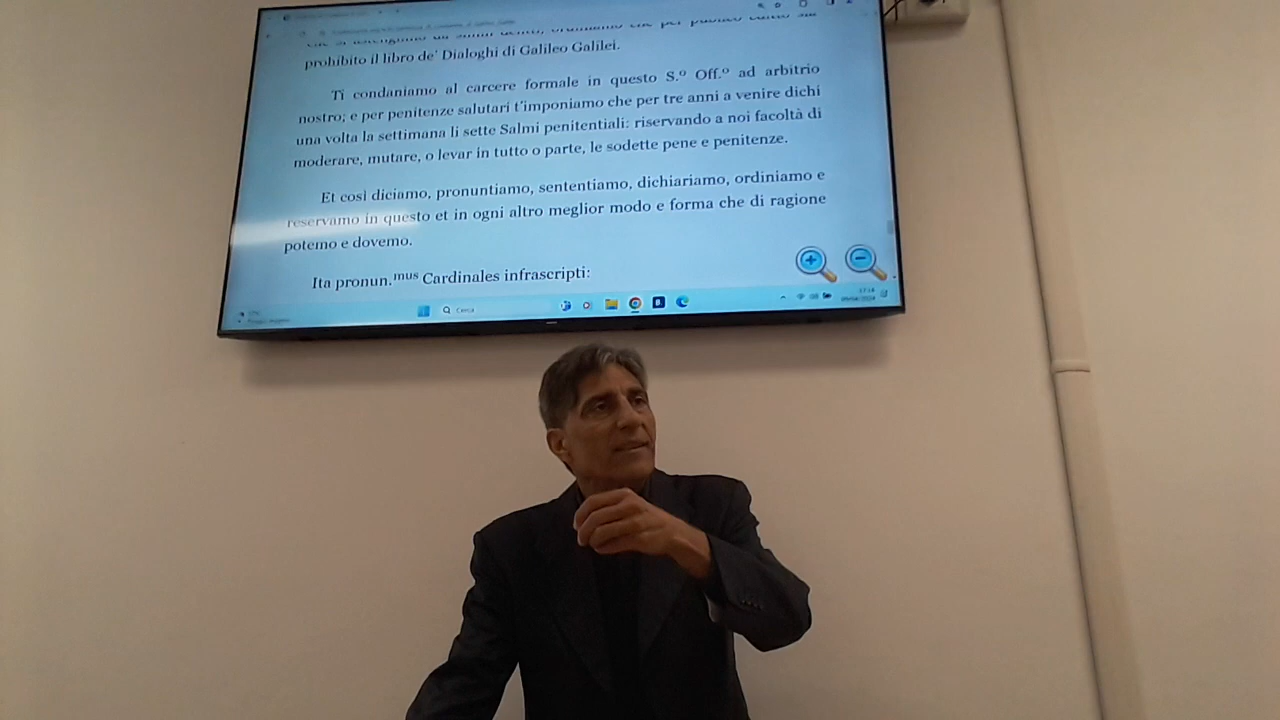 prohibito il libro de' Dialoghi di Galileo Galilei.
Ti condaniamo al carcere formale in questo S.º Off.º ad arbitrio
nostro; e per penitenze salutari t'imponiamo che per tre anni a venire dichi
una volta la settimana li sette Salmi penitentiali: riservando a noi facoltà di
moderare, mutare, o levar in tutto o parte, le sodette pene e penitenze.
Et così diciamo, pronuntiamo, sententiamo, dichiariamo, ordiniamo e
reservamo in questo et in ogni altro meglior modo e forma che di ragione
potemo e dovemo.
Ita pronun.mus Cardinales infrascripti:
Cerca